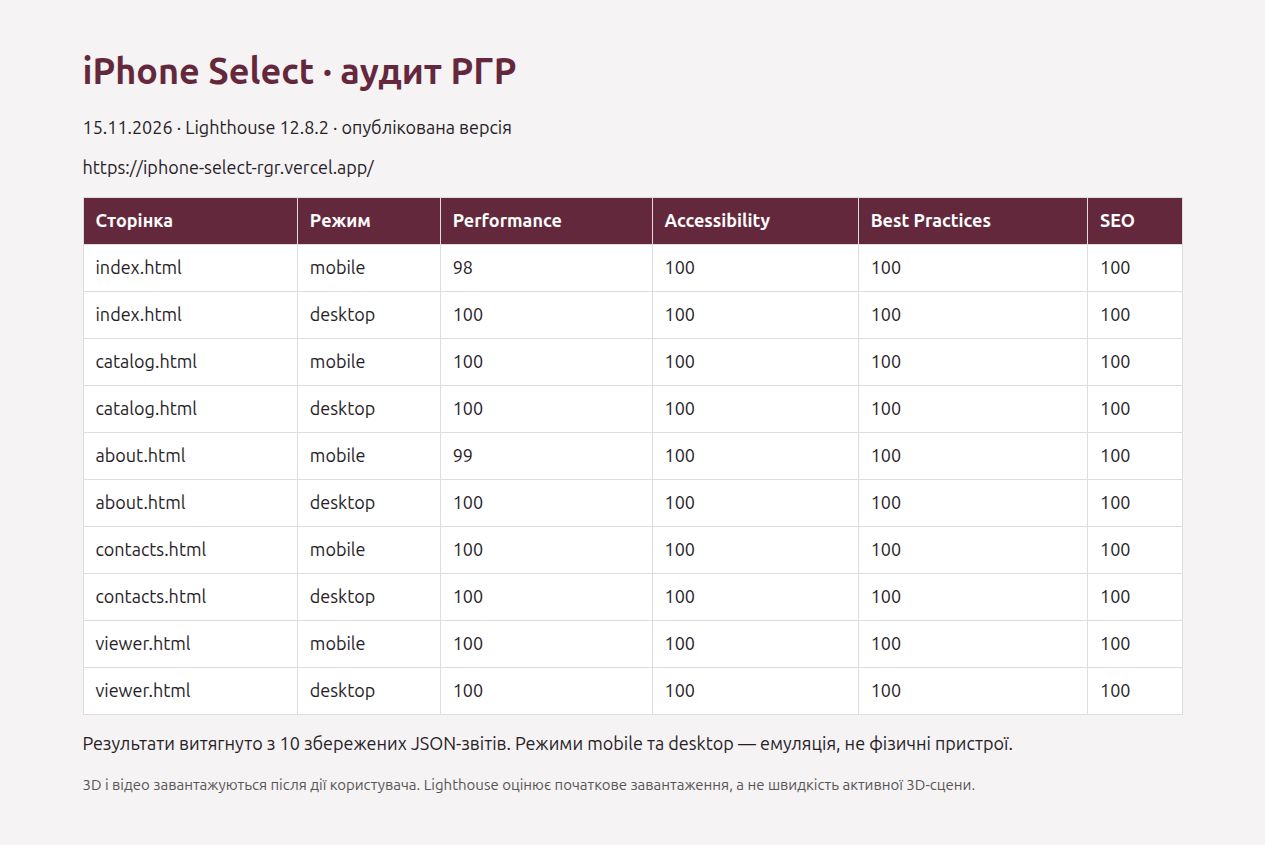 iPhone Select · аудит РГР
15.11.2026 · Lighthouse 12.8.2 · опублікована версія
https://iphone-select-rgr.vercel.app/
Сторінка Режим Performance Accessibility Best Practices SEO
index.html mobile 98 100 100 100
index.html desktop 100 100 100 100
catalog.html mobile 100 100 100 100
catalog.html desktop 100 100 100 100
about.html mobile 99 100 100 100
about.html desktop 100 100 100 100
contacts.html mobile 100 100 100 100
contacts.html desktop 100 100 100 100
viewer.html mobile 100 100 100 100
viewer.html desktop 100 100 100 100
Результати витягнуто з 10 збережених JSON-звітів. Режими mobile та desktop — емуляція, не фізичні пристрої.
3D і відео завантажуються після дії користувача. Lighthouse оцінює початкове завантаження, а не швидкість активної 3D-сцени.